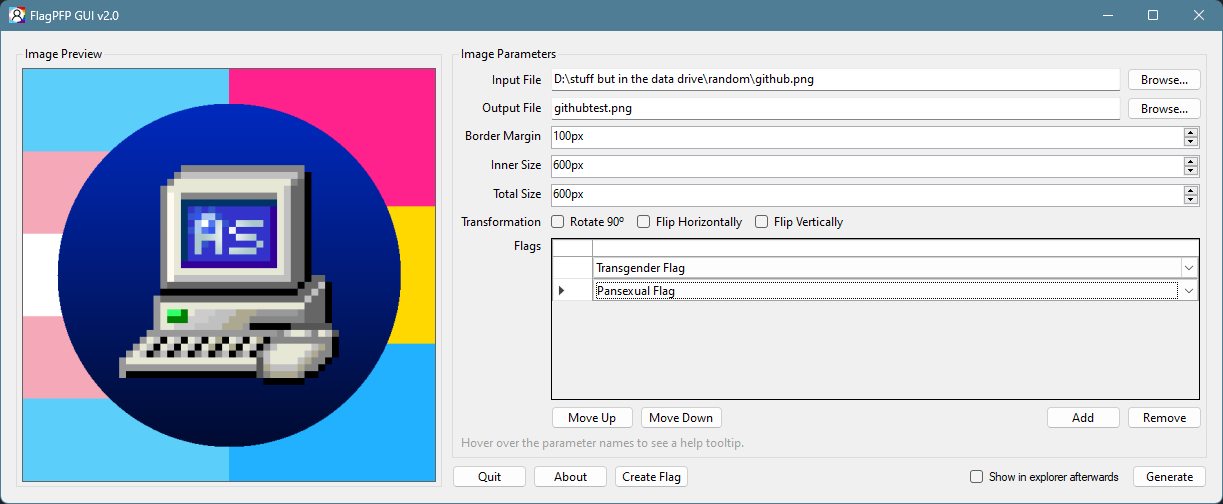 FlagPFP GUI v2.0
Image Preview
AS
Image Parameters
Input File D:\stuff but in the data drive\random\github.png Browse...
Output File githubtest.png Browse...
Border Margin 100px
Inner Size 600px
Total Size 600px
Transformation Rotate 90º Flip Horizontally Flip Vertically
Flags
Transgender Flag
Pansexual Flag
Move Up Move Down Add Remove
Hover over the parameter names to see a help tooltip.
Quit About Create Flag Show in explorer afterwards Generate